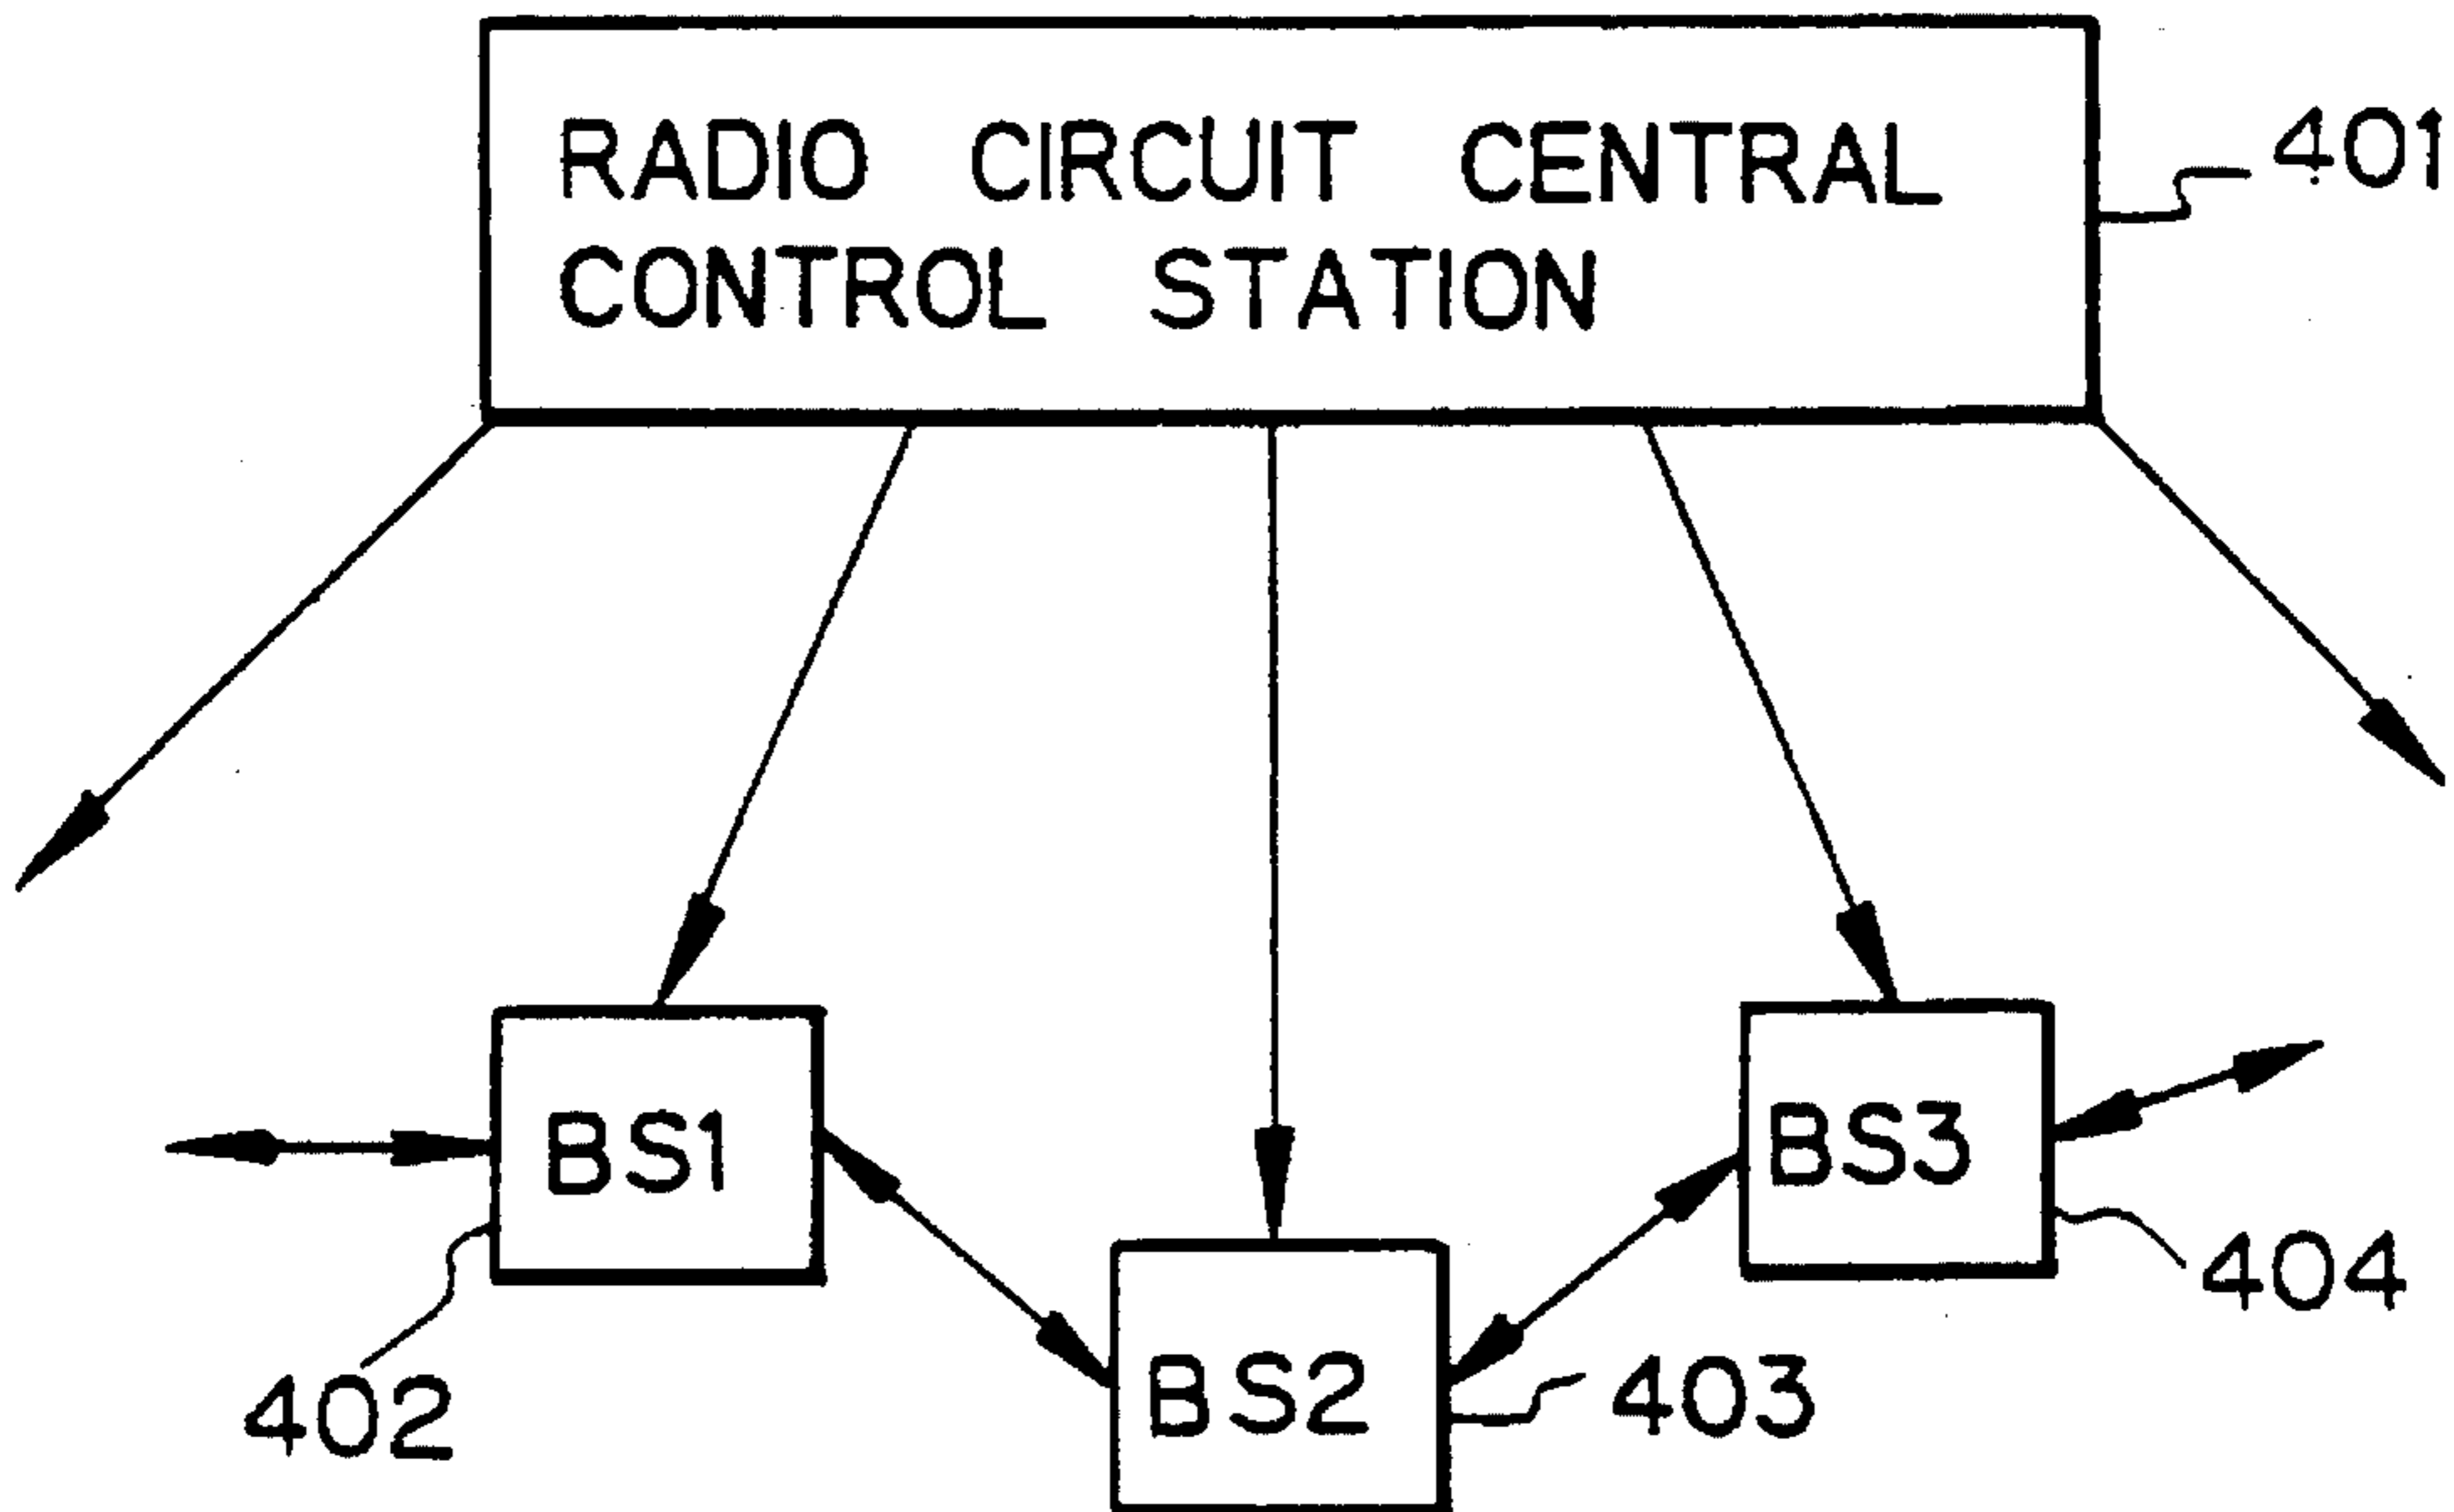 RADIO CIRCUIT CENTRAL
CONTROL STATION
401
BS1
BS3
404
402
BS2
403